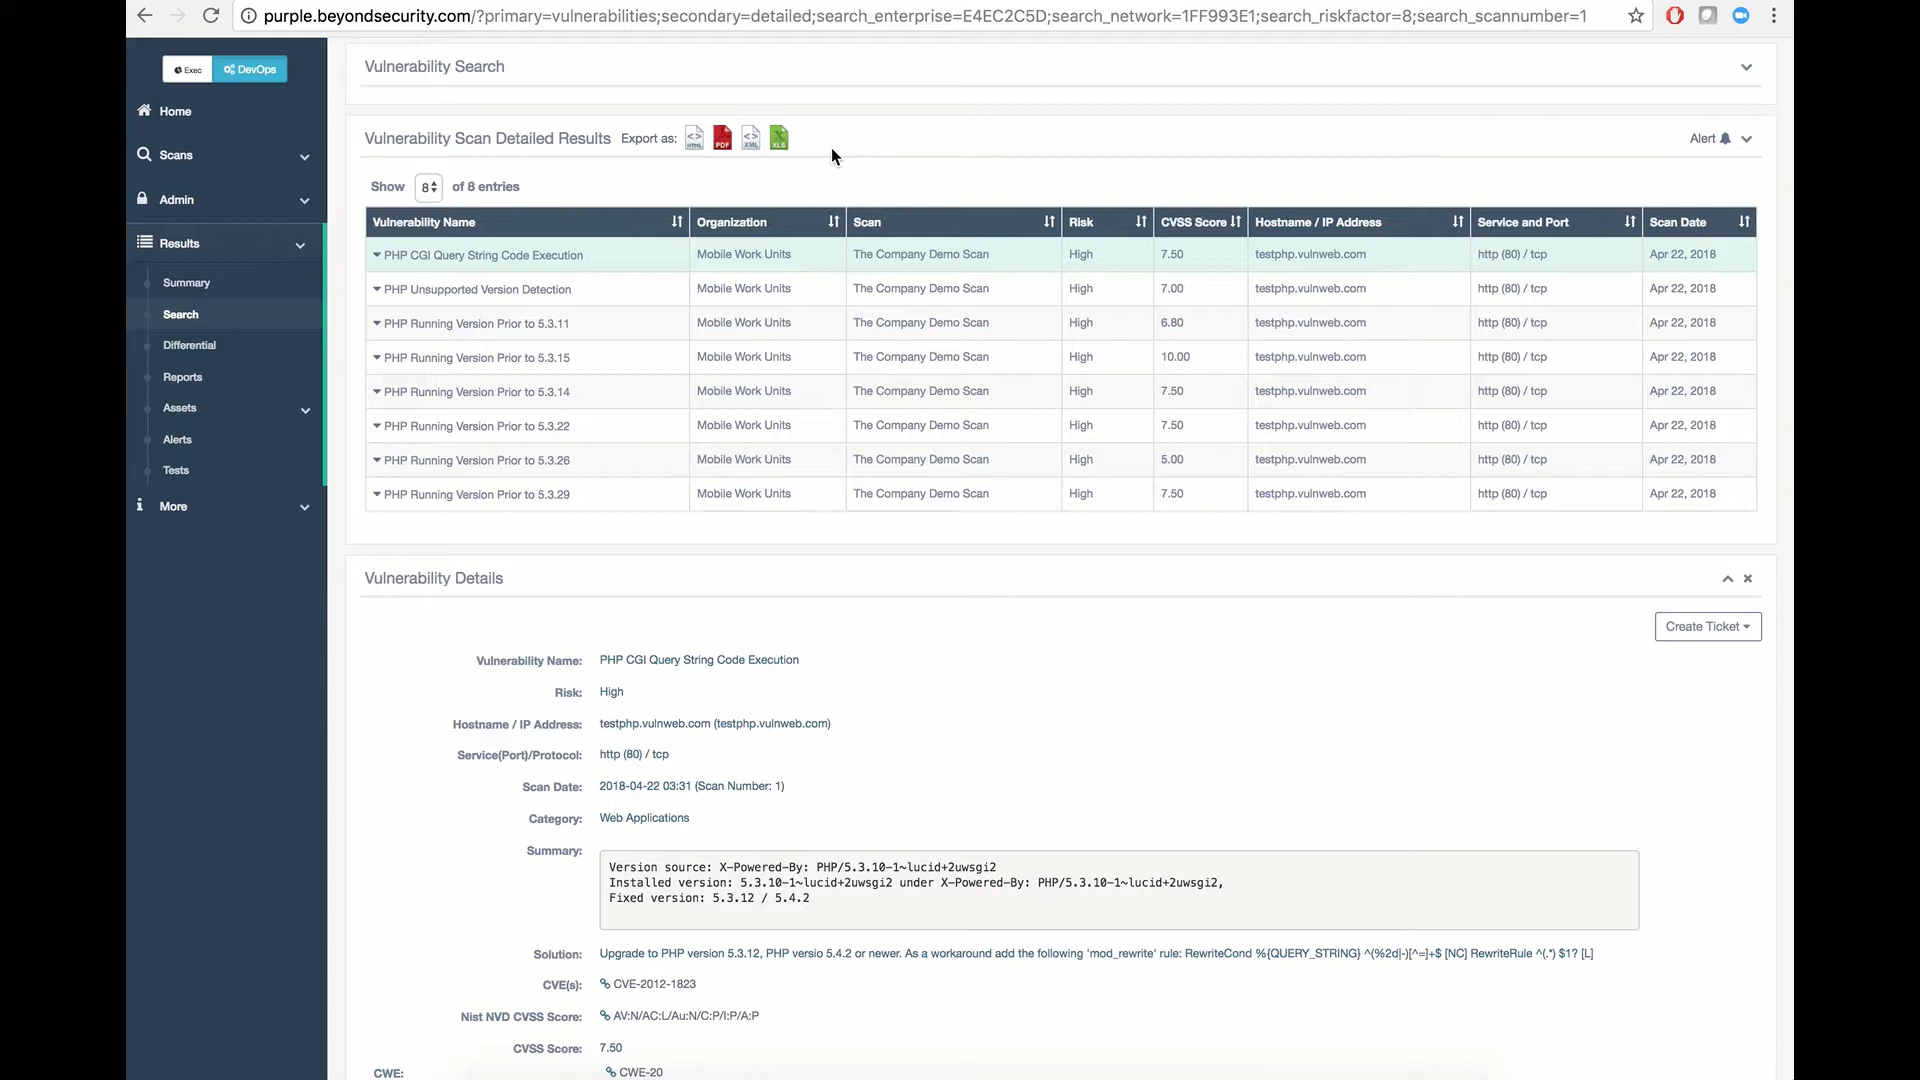 purple.beyondsecurity.com/?primary=vulnerabilities;secondary=detailed;search_enterprise=E4EC2C5D;search_network=1FF993E1;search_riskfactor=8;search_scannumber=1
Exec DevOps
Home
Scans
Admin
Results
Summary
Search
Differential
Reports
Assets
Alerts
Tests
More
Vulnerability Search
Vulnerability Scan Detailed Results Export as: HTML PDF XML XLS Alert
Show 8 of 8 entries
Vulnerability Name Organization Scan Risk CVSS Score Hostname / IP Address Service and Port Scan Date
PHP CGI Query String Code Execution Mobile Work Units The Company Demo Scan High 7.50 testphp.vulnweb.com http (80) / tcp Apr 22, 2018
PHP Unsupported Version Detection Mobile Work Units The Company Demo Scan High 7.00 testphp.vulnweb.com http (80) / tcp Apr 22, 2018
PHP Running Version Prior to 5.3.11 Mobile Work Units The Company Demo Scan High 6.80 testphp.vulnweb.com http (80) / tcp Apr 22, 2018
PHP Running Version Prior to 5.3.15 Mobile Work Units The Company Demo Scan High 10.00 testphp.vulnweb.com http (80) / tcp Apr 22, 2018
PHP Running Version Prior to 5.3.14 Mobile Work Units The Company Demo Scan High 7.50 testphp.vulnweb.com http (80) / tcp Apr 22, 2018
PHP Running Version Prior to 5.3.22 Mobile Work Units The Company Demo Scan High 7.50 testphp.vulnweb.com http (80) / tcp Apr 22, 2018
PHP Running Version Prior to 5.3.26 Mobile Work Units The Company Demo Scan High 5.00 testphp.vulnweb.com http (80) / tcp Apr 22, 2018
PHP Running Version Prior to 5.3.29 Mobile Work Units The Company Demo Scan High 7.50 testphp.vulnweb.com http (80) / tcp Apr 22, 2018
Vulnerability Details
Create Ticket
Vulnerability Name: PHP CGI Query String Code Execution
Risk: High
Hostname / IP Address: testphp.vulnweb.com (testphp.vulnweb.com)
Service(Port)/Protocol: http (80) / tcp
Scan Date: 2018-04-22 03:31 (Scan Number: 1)
Category: Web Applications
Summary:
Version source: X-Powered-By: PHP/5.3.10-1~lucid+2uwsgi2
Installed version: 5.3.10-1~lucid+2uwsgi2 under X-Powered-By: PHP/5.3.10-1~lucid+2uwsgi2,
Fixed version: 5.3.12 / 5.4.2
Solution: Upgrade to PHP version 5.3.12, PHP versio 5.4.2 or newer. As a workaround add the following 'mod_rewrite' rule: RewriteCond %{QUERY_STRING} ^(%2d|-)[^=]+$ [NC] RewriteRule ^(.*) $1? [L]
CVE(s): CVE-2012-1823
Nist NVD CVSS Score: AV:N/AC:L/Au:N/C:P/I:P/A:P
CVSS Score: 7.50
CWE: CWE-20